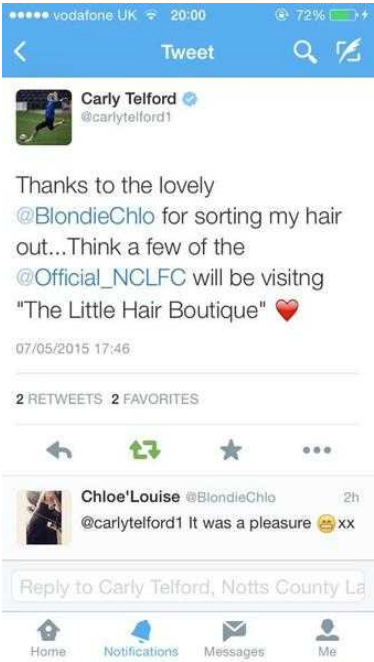 vodafone UK 20:00 72%
Tweet
Carly Telford
@carlytelford1
Thanks to the lovely
@BlondieChlo for sorting my hair
out...Think a few of the
@Official_NCLFC will be visitng
"The Little Hair Boutique" ❤️
07/05/2015 17:46
2 RETWEETS 2 FAVORITES
Chloe'Louise @BlondieChlo 2h
@carlytelford1 It was a pleasure 😁xx
Reply to Carly Telford, Notts County La
Home Notifications Messages Me